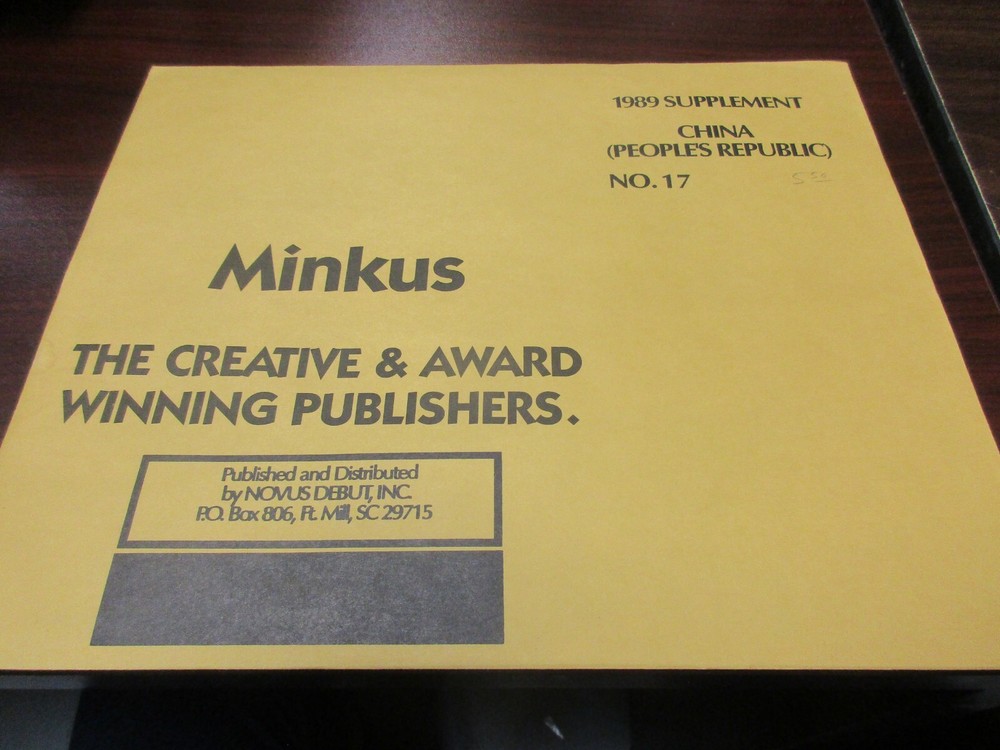 1989 SUPPLEMENT
CHINA
(PEOPLE'S REPUBLIC)
NO. 17
Minkus
THE CREATIVE & AWARD
WINNING PUBLISHERS.
Published and Distributed
by NOVUS DEBUT, INC.
P.O. Box 806, Ft. Mill, SC 29715